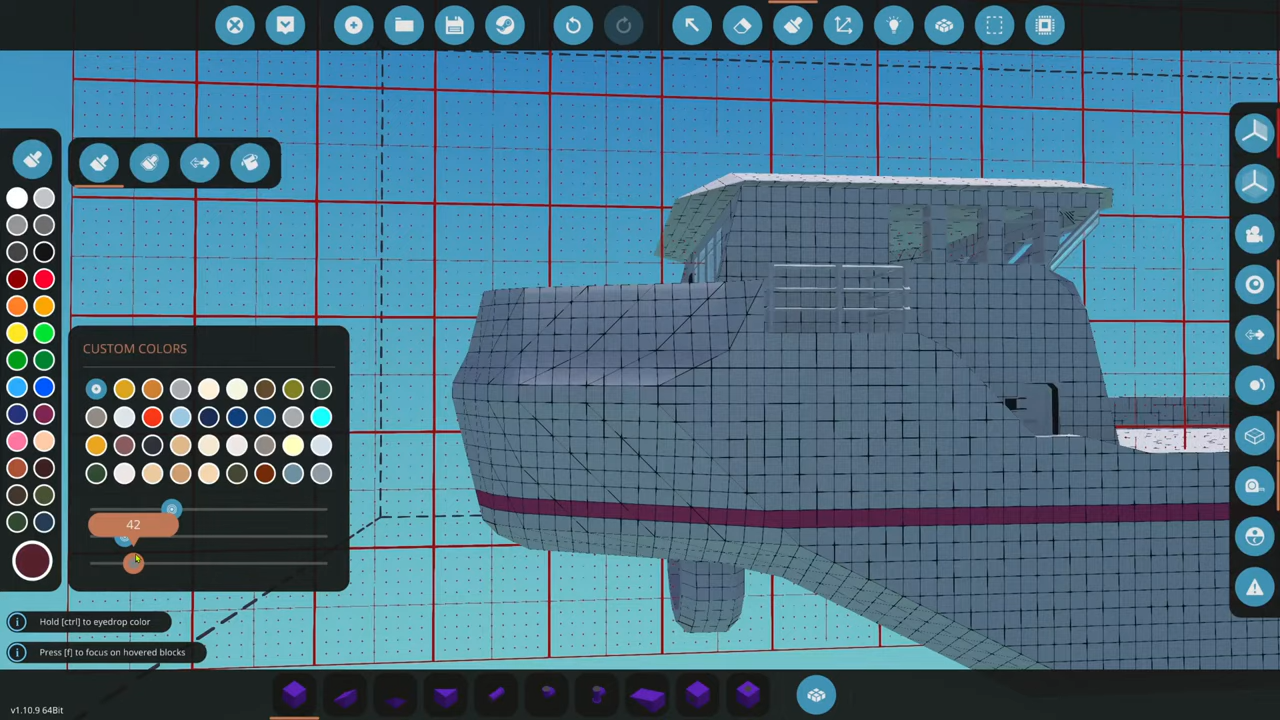 CUSTOM COLORS
42
Hold [ctrl] to eyedrop color
Press [f] to focus on hovered blocks
v1.10.9 64Bit